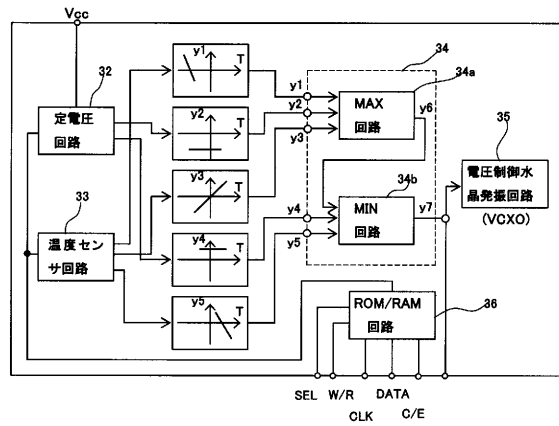 Vcc
32
定電圧
回路
33
温度セン
サ回路
y1
T
y2
T
y3
T
y4
T
y5
T
y1
y2
y3
y4
y5
34
34a
MAX
回路
y6
34b
MIN
回路
y7
35
電圧制御水
晶発振回路
(VCXO)
ROM/RAM
回路
36
SEL
W/R
CLK
DATA
C/E